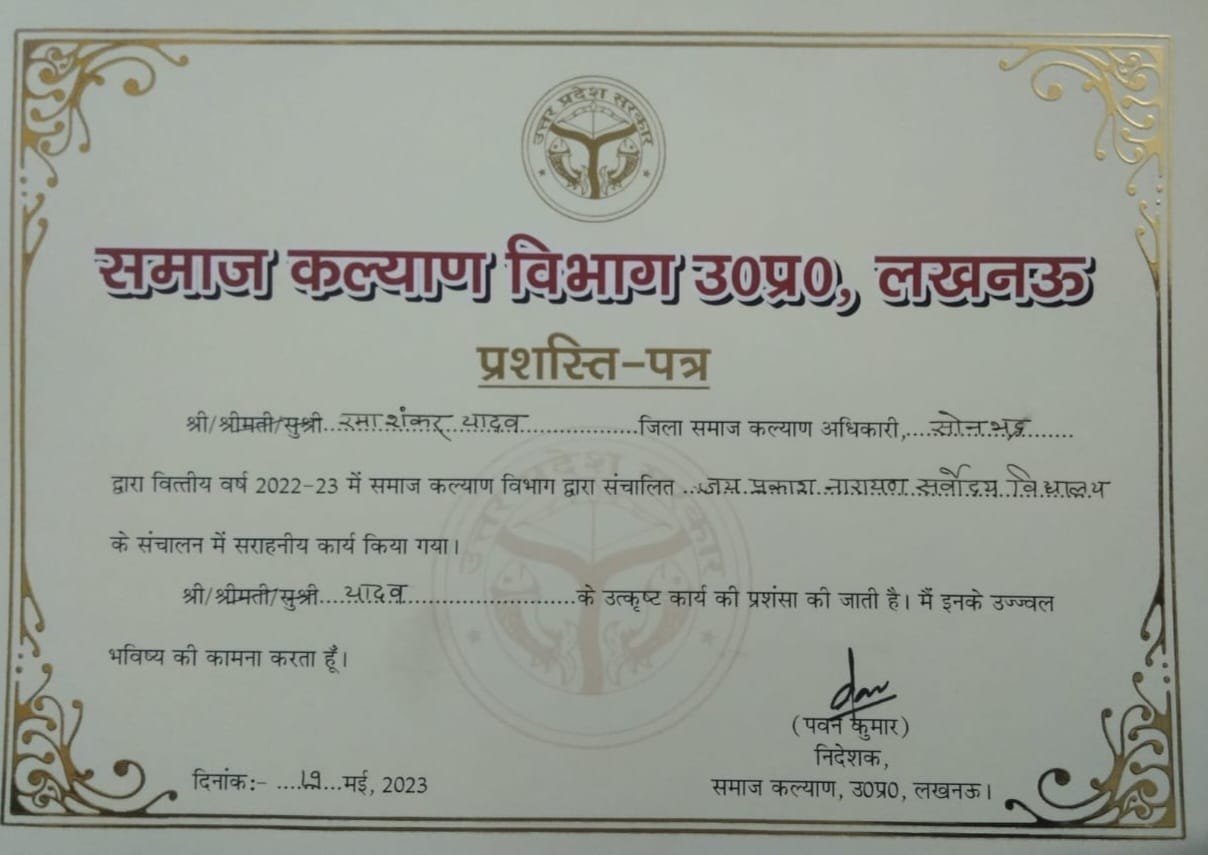 उत्तर प्रदेश सरकार
समाज कल्याण विभाग उ0प्र0, लखनऊ
प्रशस्ति-पत्र
श्री/श्रीमती/सुश्री...रमा शंकर यादव..................जिला समाज कल्याण अधिकारी,....सोनभद्र.......
द्वारा वित्तीय वर्ष 2022-23 में समाज कल्याण विभाग द्वारा संचालित ...जय प्रकाश नारायण सर्वोदय विद्यालय
के संचालन में सराहनीय कार्य किया गया।
श्री/श्रीमती/सुश्री....यादव...........................के उत्कृष्ट कार्य की प्रशंसा की जाती है। मैं इनके उज्ज्वल
भविष्य की कामना करता हूँ।
(पवन कुमार)
निदेशक,
दिनांक:- .......मई, 2023
समाज कल्याण, उ0प्र0, लखनऊ।